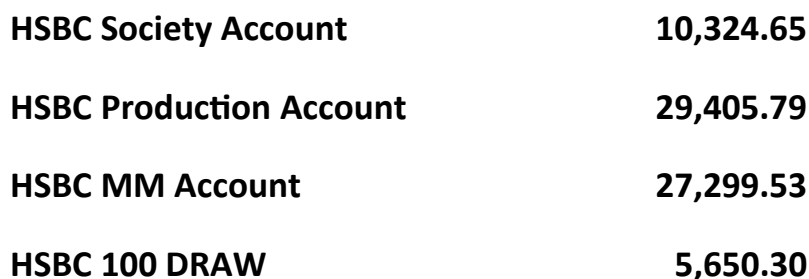 HSBC Society Account 10,324.65
HSBC Production Account 29,405.79
HSBC MM Account 27,299.53
HSBC 100 DRAW 5,650.30